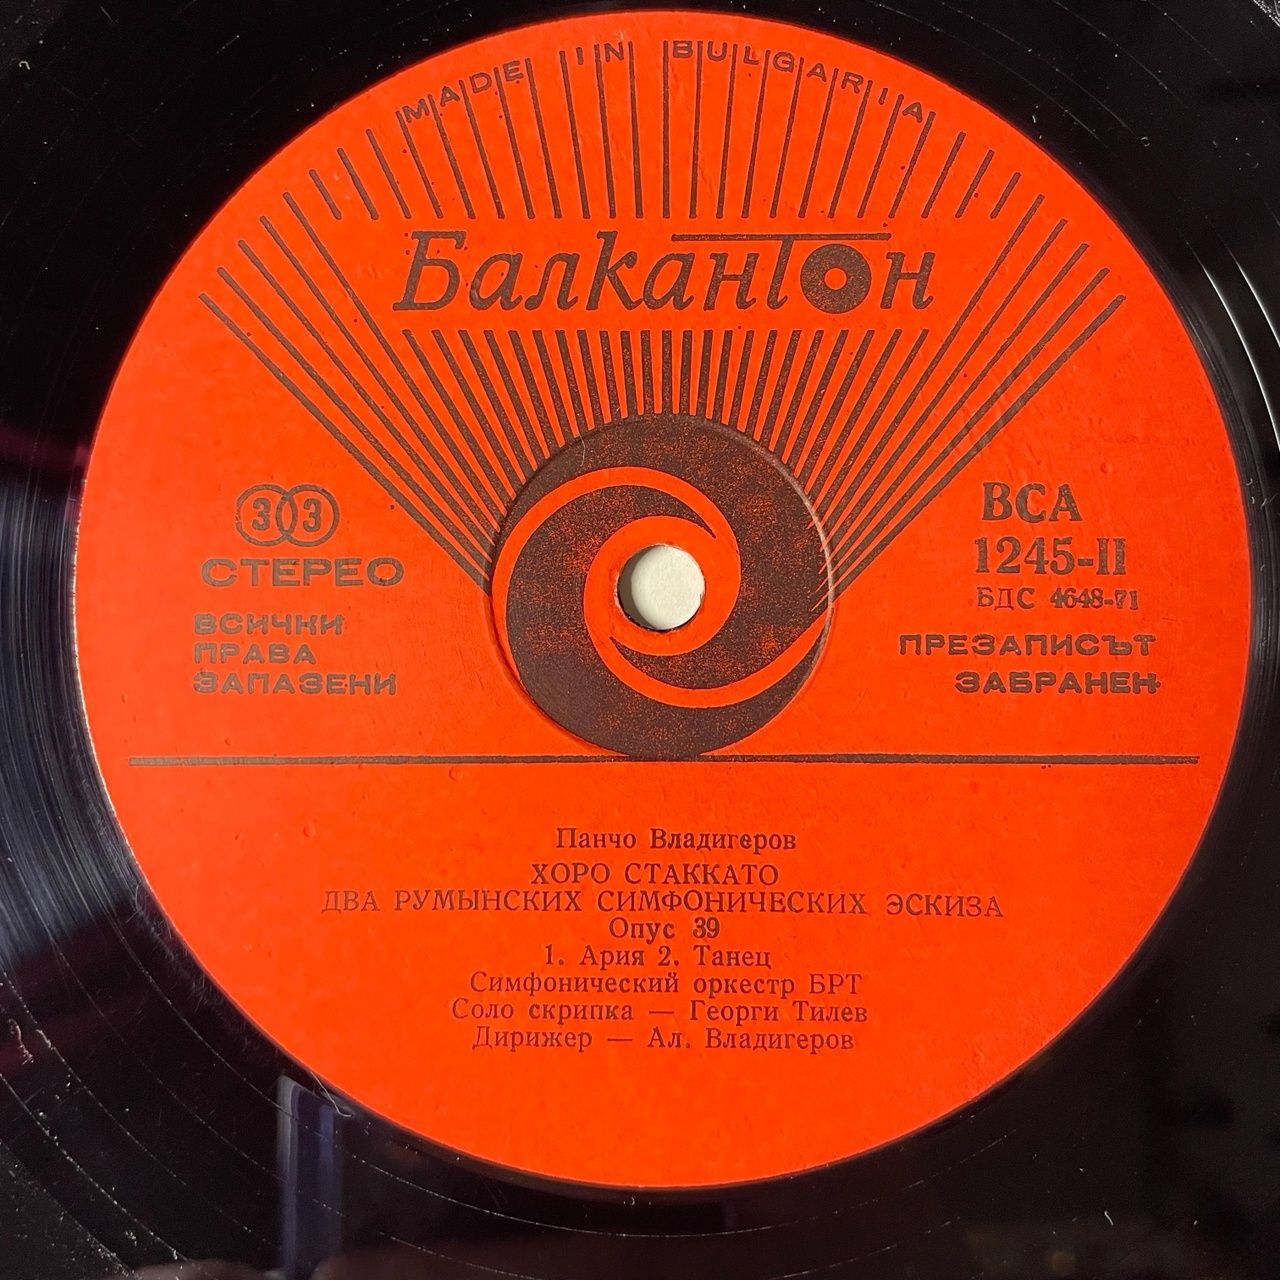 MADE IN BULGARIA
Балкантон
33
СТЕРЕО
ВСИЧКИ
ПРАВА
ЗАПАЗЕНИ
ВСА
1245-II
БДС 4648-71
ПРЕЗАПИСЪТ
ЗАБРАНЕН
Панчо Владигеров
ХОРО СТАККАТО
ДВА РУМЫНСКИХ СИМФОНИЧЕСКИХ ЭСКИЗА
Опус 39
1. Ария 2. Танец
Симфонический оркестр БРТ
Соло скрипка — Георги Тилев
Дирижер — Ал. Владигеров